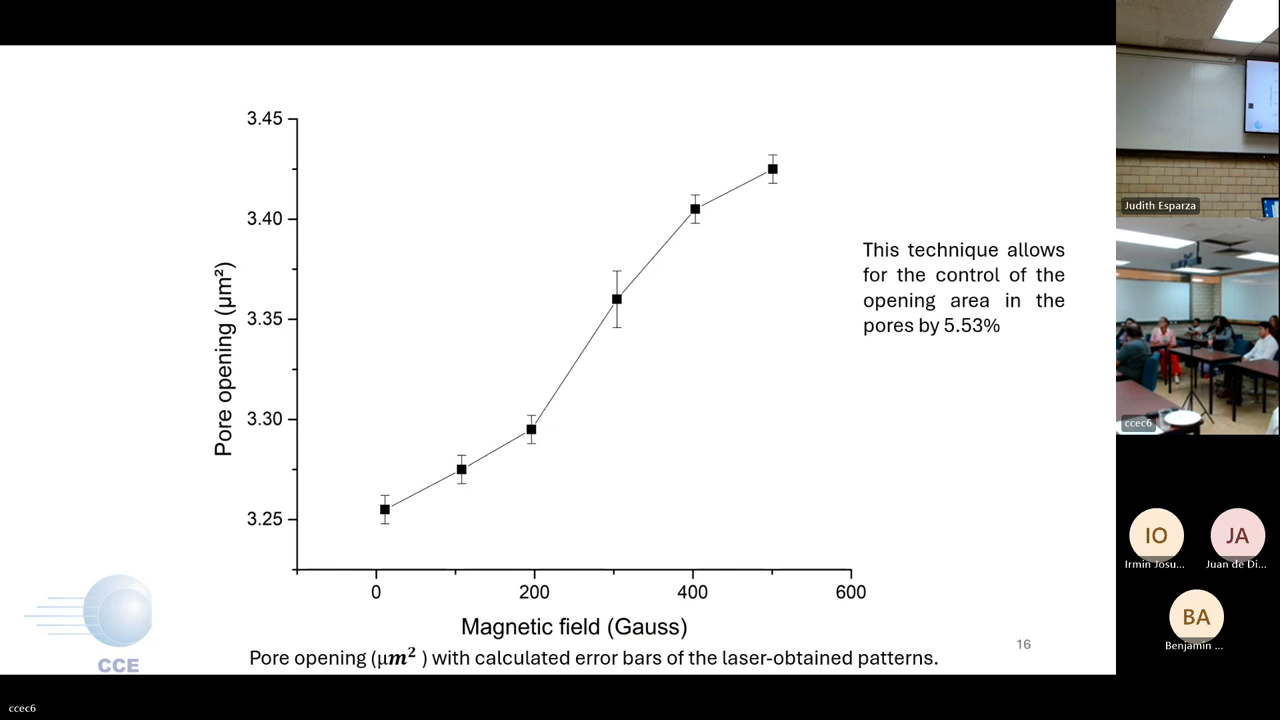 3.45
3.40
3.35
3.30
3.25
Pore opening (µm²)
0
200
400
600
Magnetic field (Gauss)
This technique allows
for the control of the
opening area in the
pores by 5.53%
Pore opening (µm² ) with calculated error bars of the laser-obtained patterns.
16
CCE
Judith Esparza
ccec6
IO
Irmin Josu...
JA
Juan de Di...
BA
Benjamin ...
ccec6